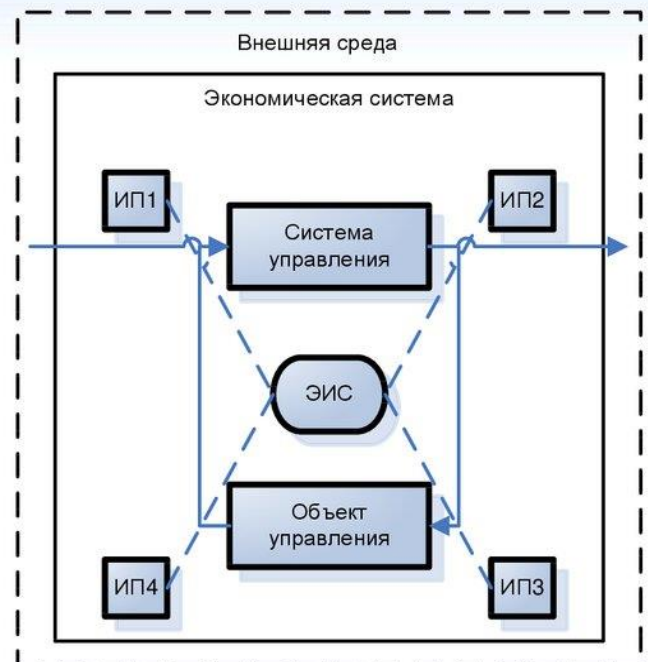 Внешняя среда
Экономическая система
ИП1
ИП2
Система
управления
ЭИС
Объект
управления
ИП4
ИП3